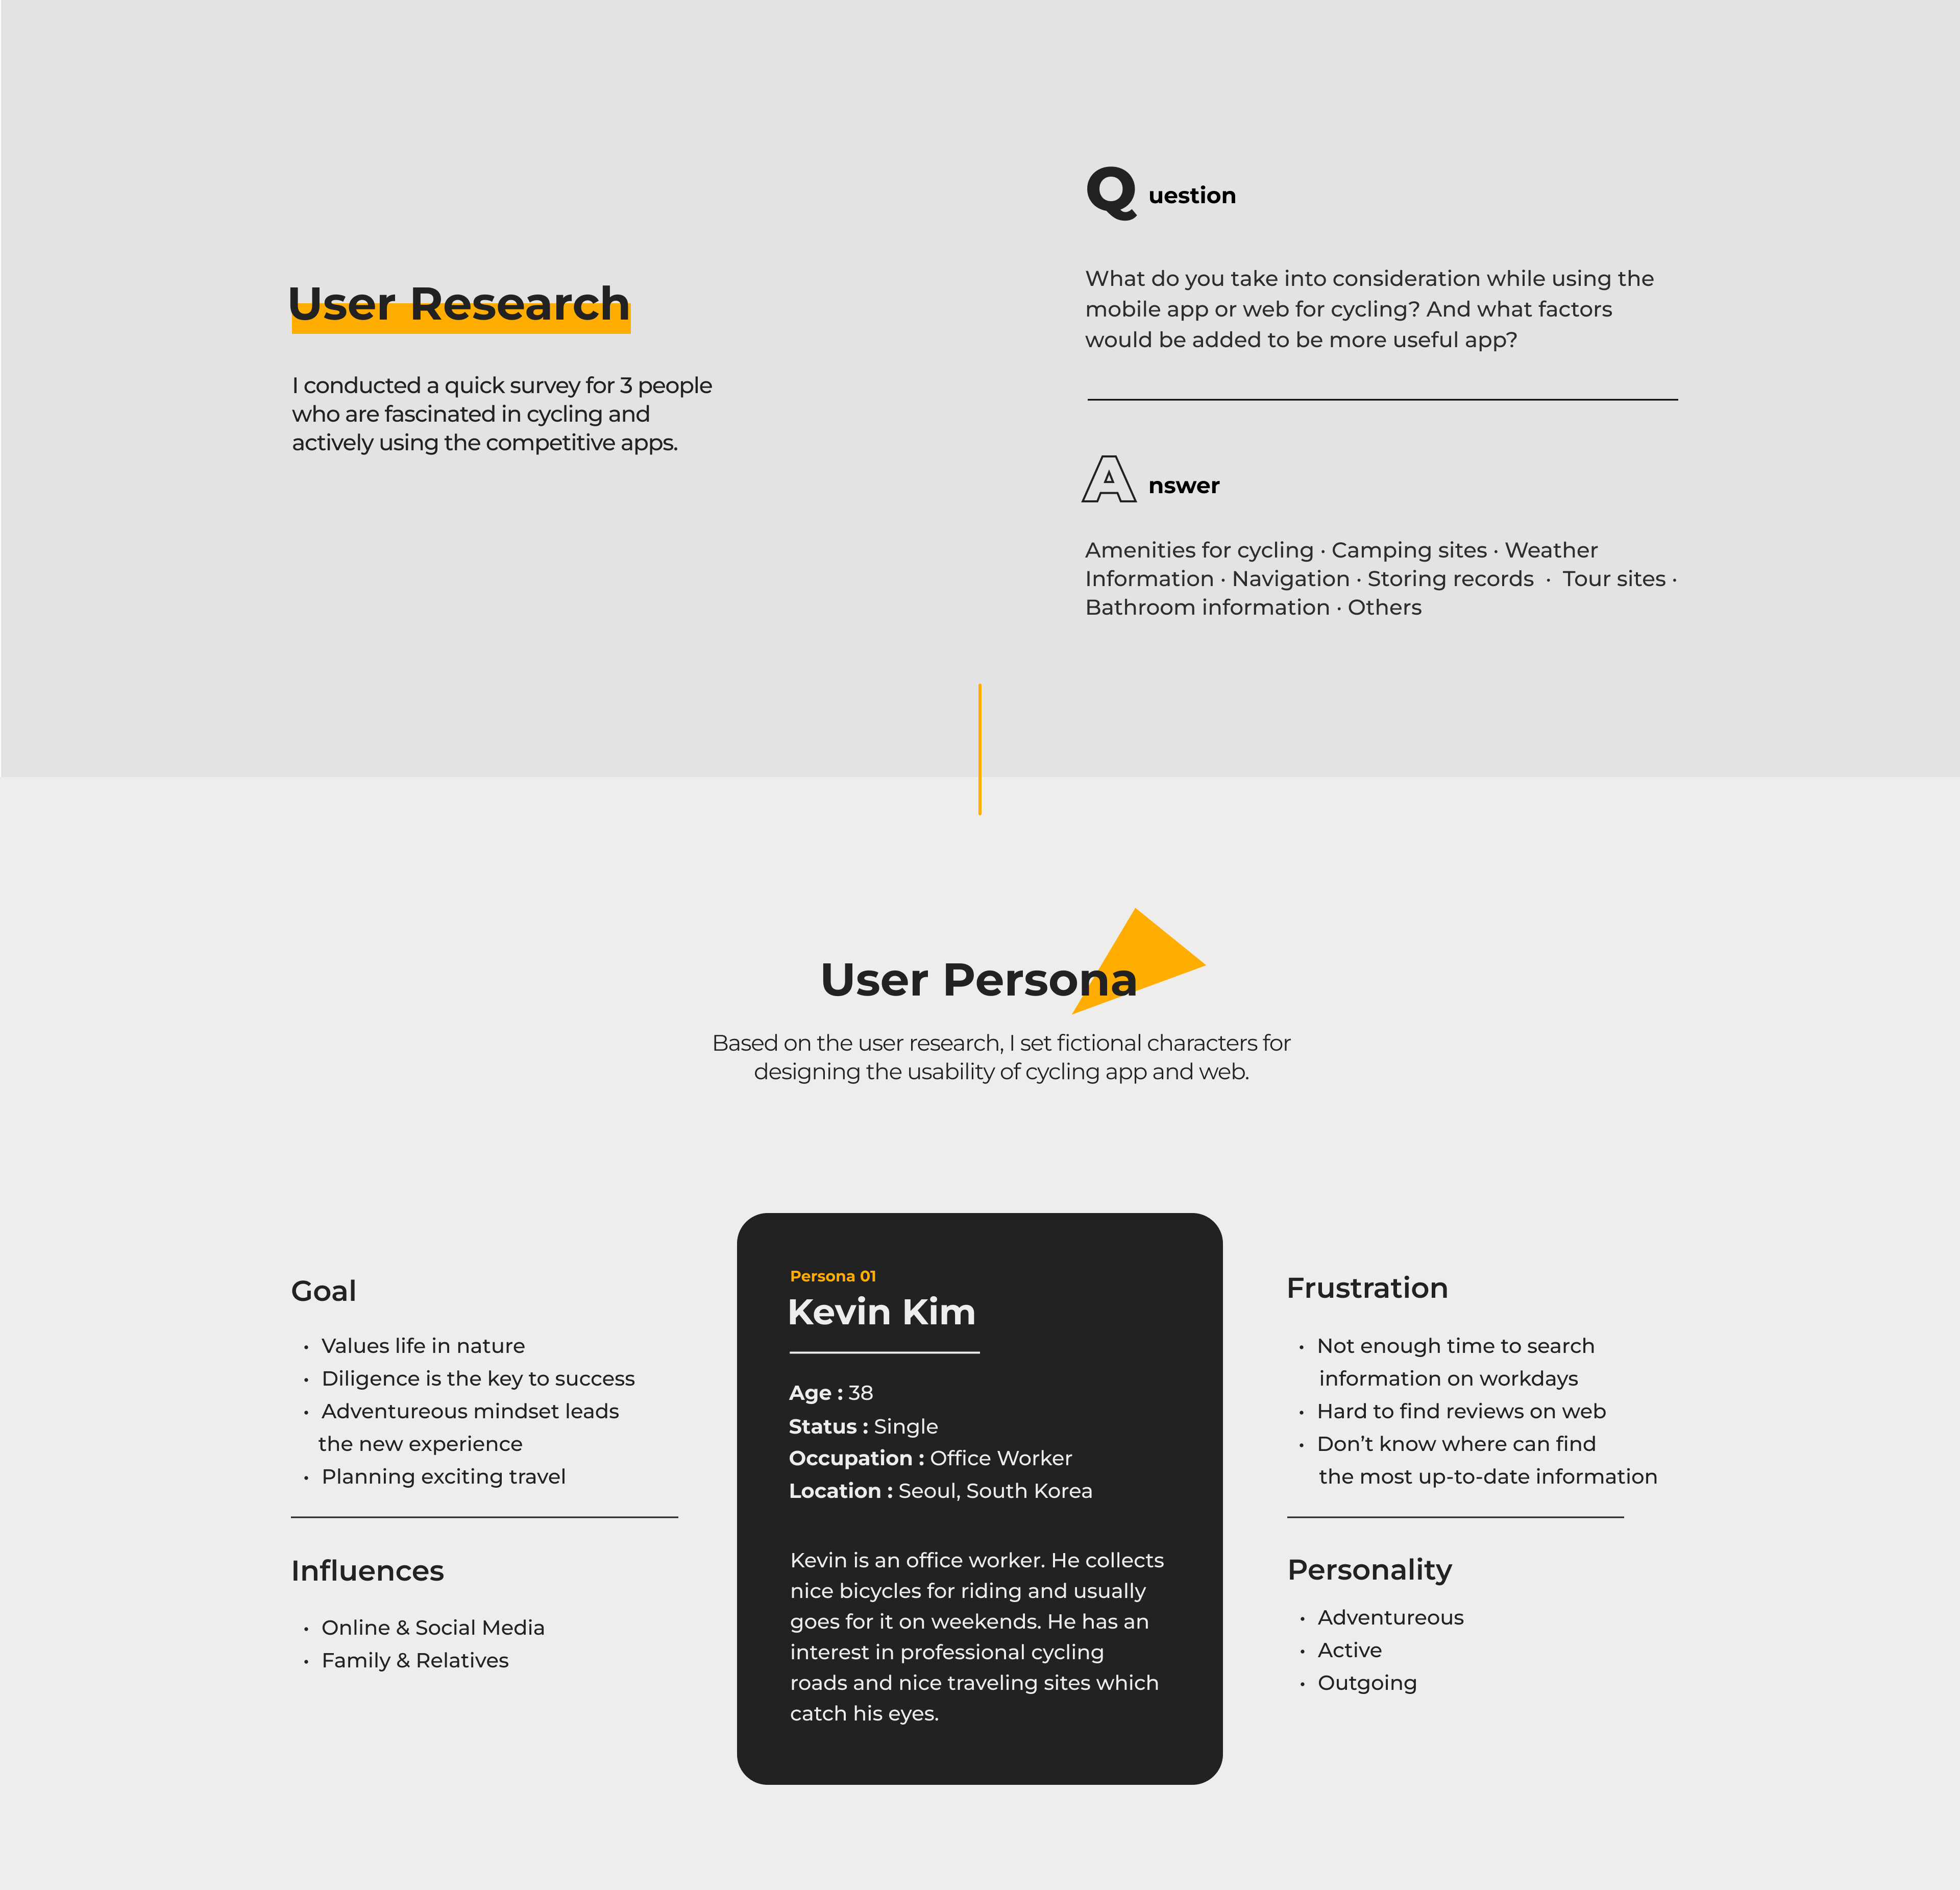 User Research
I conducted a quick survey for 3 people
who are fascinated in cycling and
actively using the competitive apps.
Question
What do you take into consideration while using the
mobile app or web for cycling? And what factors
would be added to be more useful app?
Answer
Amenities for cycling · Camping sites · Weather
Information · Navigation · Storing records · Tour sites ·
Bathroom information · Others
User Persona
Based on the user research, I set fictional characters for
designing the usability of cycling app and web.
Goal
• Values life in nature
• Diligence is the key to success
• Adventureous mindset leads
the new experience
• Planning exciting travel
Influences
• Online & Social Media
• Family & Relatives
Persona 01
Kevin Kim
Age : 38
Status : Single
Occupation : Office Worker
Location : Seoul, South Korea
Kevin is an office worker. He collects
nice bicycles for riding and usually
goes for it on weekends. He has an
interest in professional cycling
roads and nice traveling sites which
catch his eyes.
Frustration
• Not enough time to search
information on workdays
• Hard to find reviews on web
• Don’t know where can find
the most up-to-date information
Personality
• Adventureous
• Active
• Outgoing